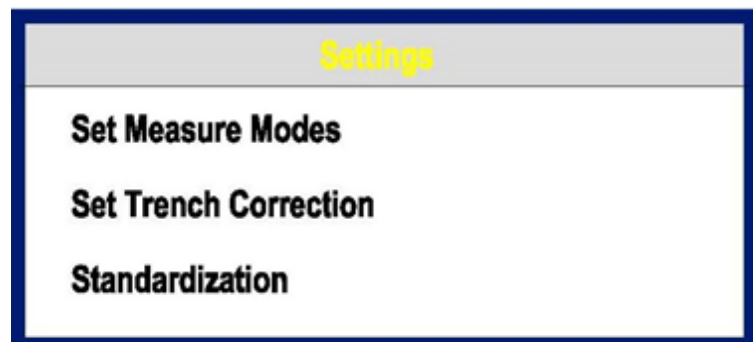 Settings
Set Measure Modes
Set Trench Correction
Standardization